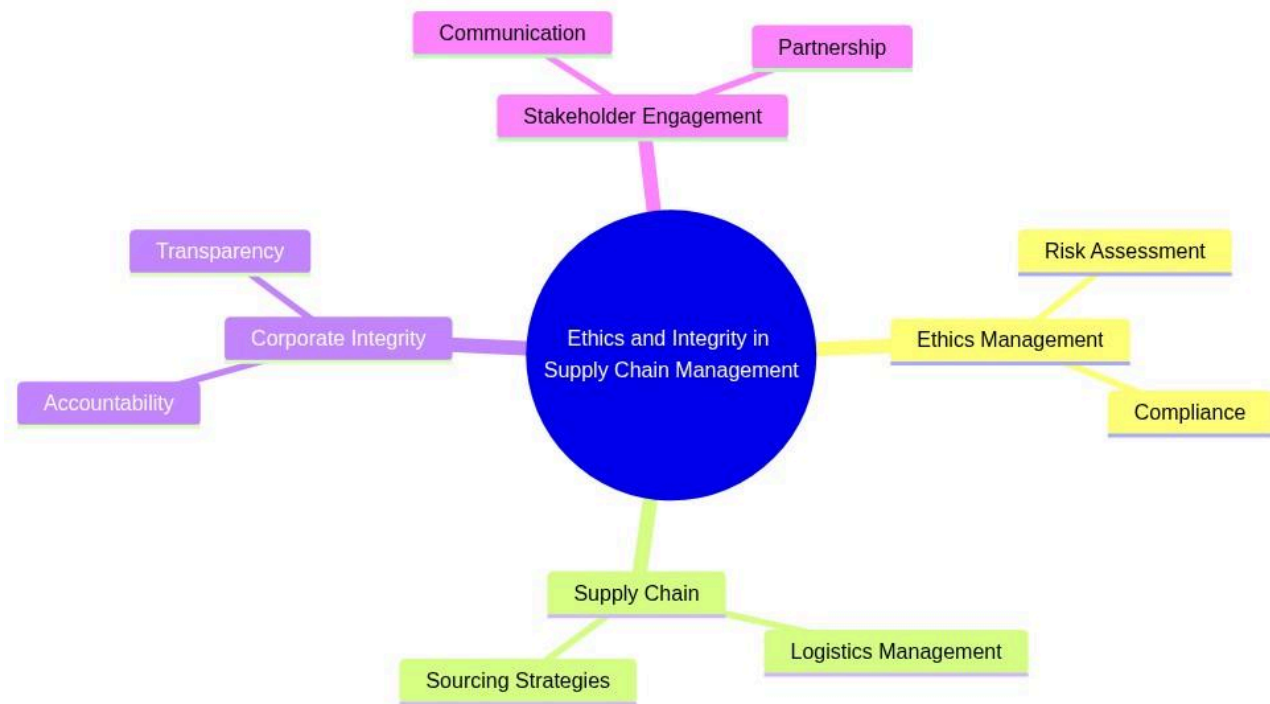 Communication
Partnership
Stakeholder Engagement
Transparency
Risk Assessment
Corporate Integrity
Ethics and Integrity in
Supply Chain Management
Ethics Management
Accountability
Compliance
Supply Chain
Logistics Management
Sourcing Strategies